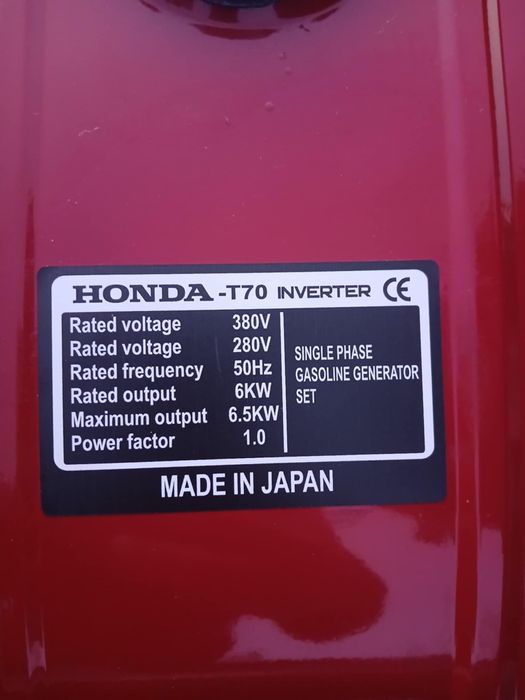 HONDA -T70 INVERTER CE
Rated voltage 380V
Rated voltage 280V
Rated frequency 50Hz
Rated output 6KW
Maximum output 6.5KW
Power factor 1.0
SINGLE PHASE
GASOLINE GENERATOR
SET
MADE IN JAPAN